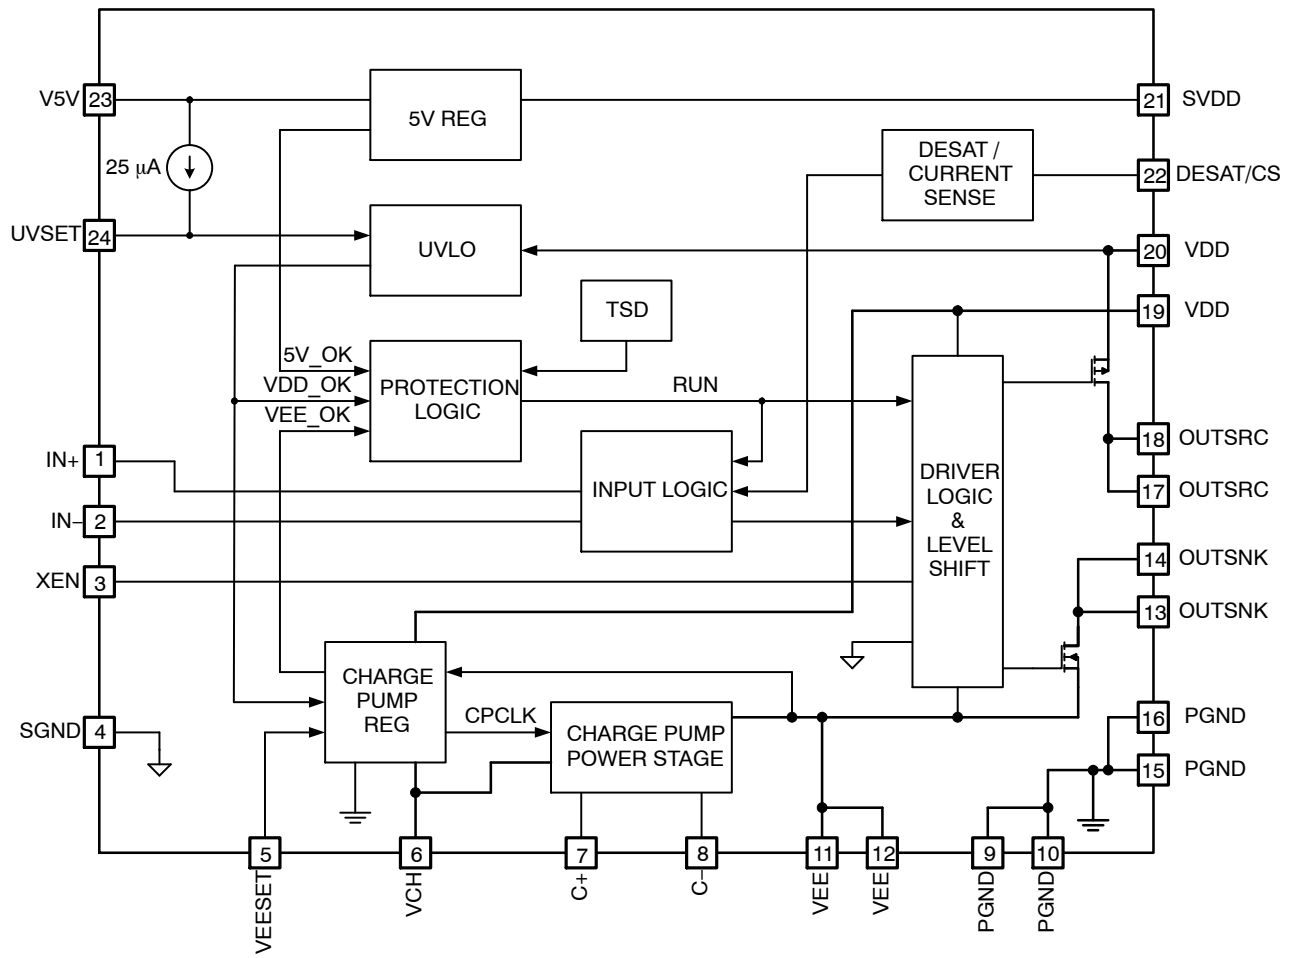 V5V 23
5V REG
21 SVDD
25 μA
DESAT /
CURRENT
SENSE
22 DESAT/CS
UVSET 24
UVLO
20 VDD
TSD
19 VDD
5V_OK
VDD_OK
VEE_OK
PROTECTION
LOGIC
RUN
IN+ 1
INPUT LOGIC
IN– 2
XEN 3
DRIVER
LOGIC
&
LEVEL
SHIFT
18 OUTSRC
17 OUTSRC
14 OUTSNK
13 OUTSNK
SGND 4
CHARGE
PUMP
REG
CPCLK
CHARGE PUMP
POWER STAGE
16 PGND
15 PGND
5 VEESET
6 VCH
7 C+
8 C–
11 VEE
12 VEE
9 PGND
10 PGND